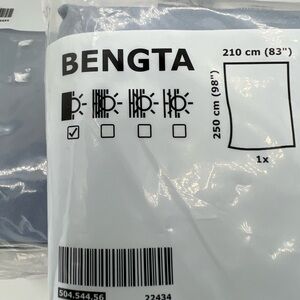 BENGTA
210 cm (83")
250 cm (98")
1x
504.544.56
22434